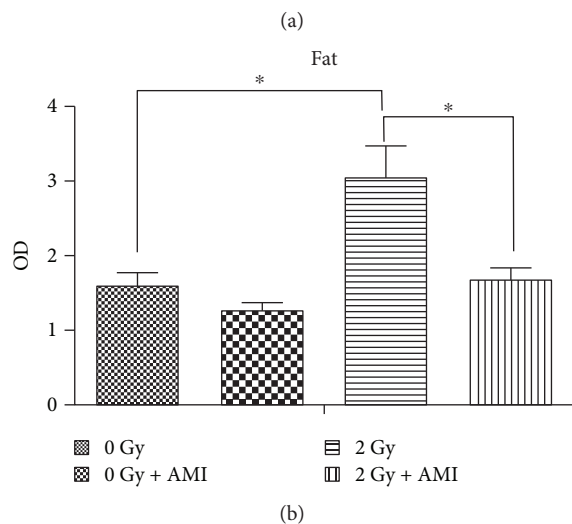 (a)
Fat
*
*
4
3
2
1
0
OD
0 Gy
2 Gy
0 Gy + AMI
2 Gy + AMI
(b)